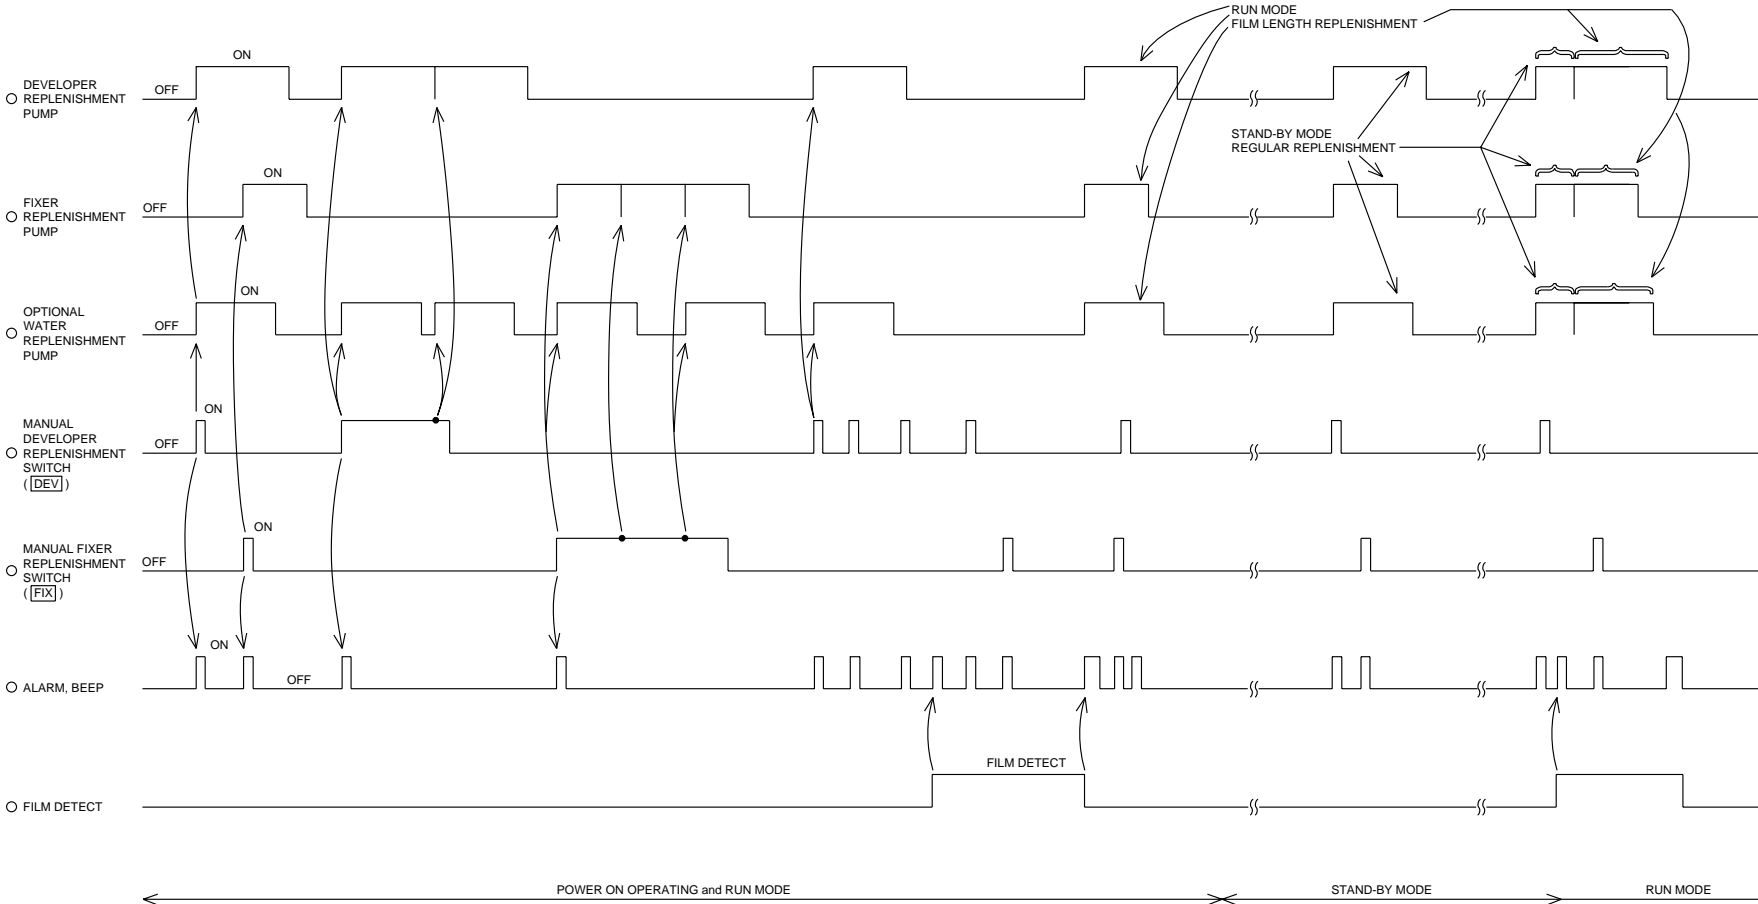 RUN MODE
FILM LENGTH REPLENISHMENT
ON
OFF
DEVELOPER
REPLENISHMENT
PUMP
STAND-BY MODE
REGULAR REPLENISHMENT
ON
OFF
FIXER
REPLENISHMENT
PUMP
ON
OFF
OPTIONAL
WATER
REPLENISHMENT
PUMP
ON
OFF
MANUAL
DEVELOPER
REPLENISHMENT
SWITCH
( DEV )
ON
OFF
MANUAL FIXER
REPLENISHMENT
SWITCH
( FIX )
ON
OFF
ALARM, BEEP
FILM DETECT
FILM DETECT
POWER ON OPERATING and RUN MODE
STAND-BY MODE
RUN MODE